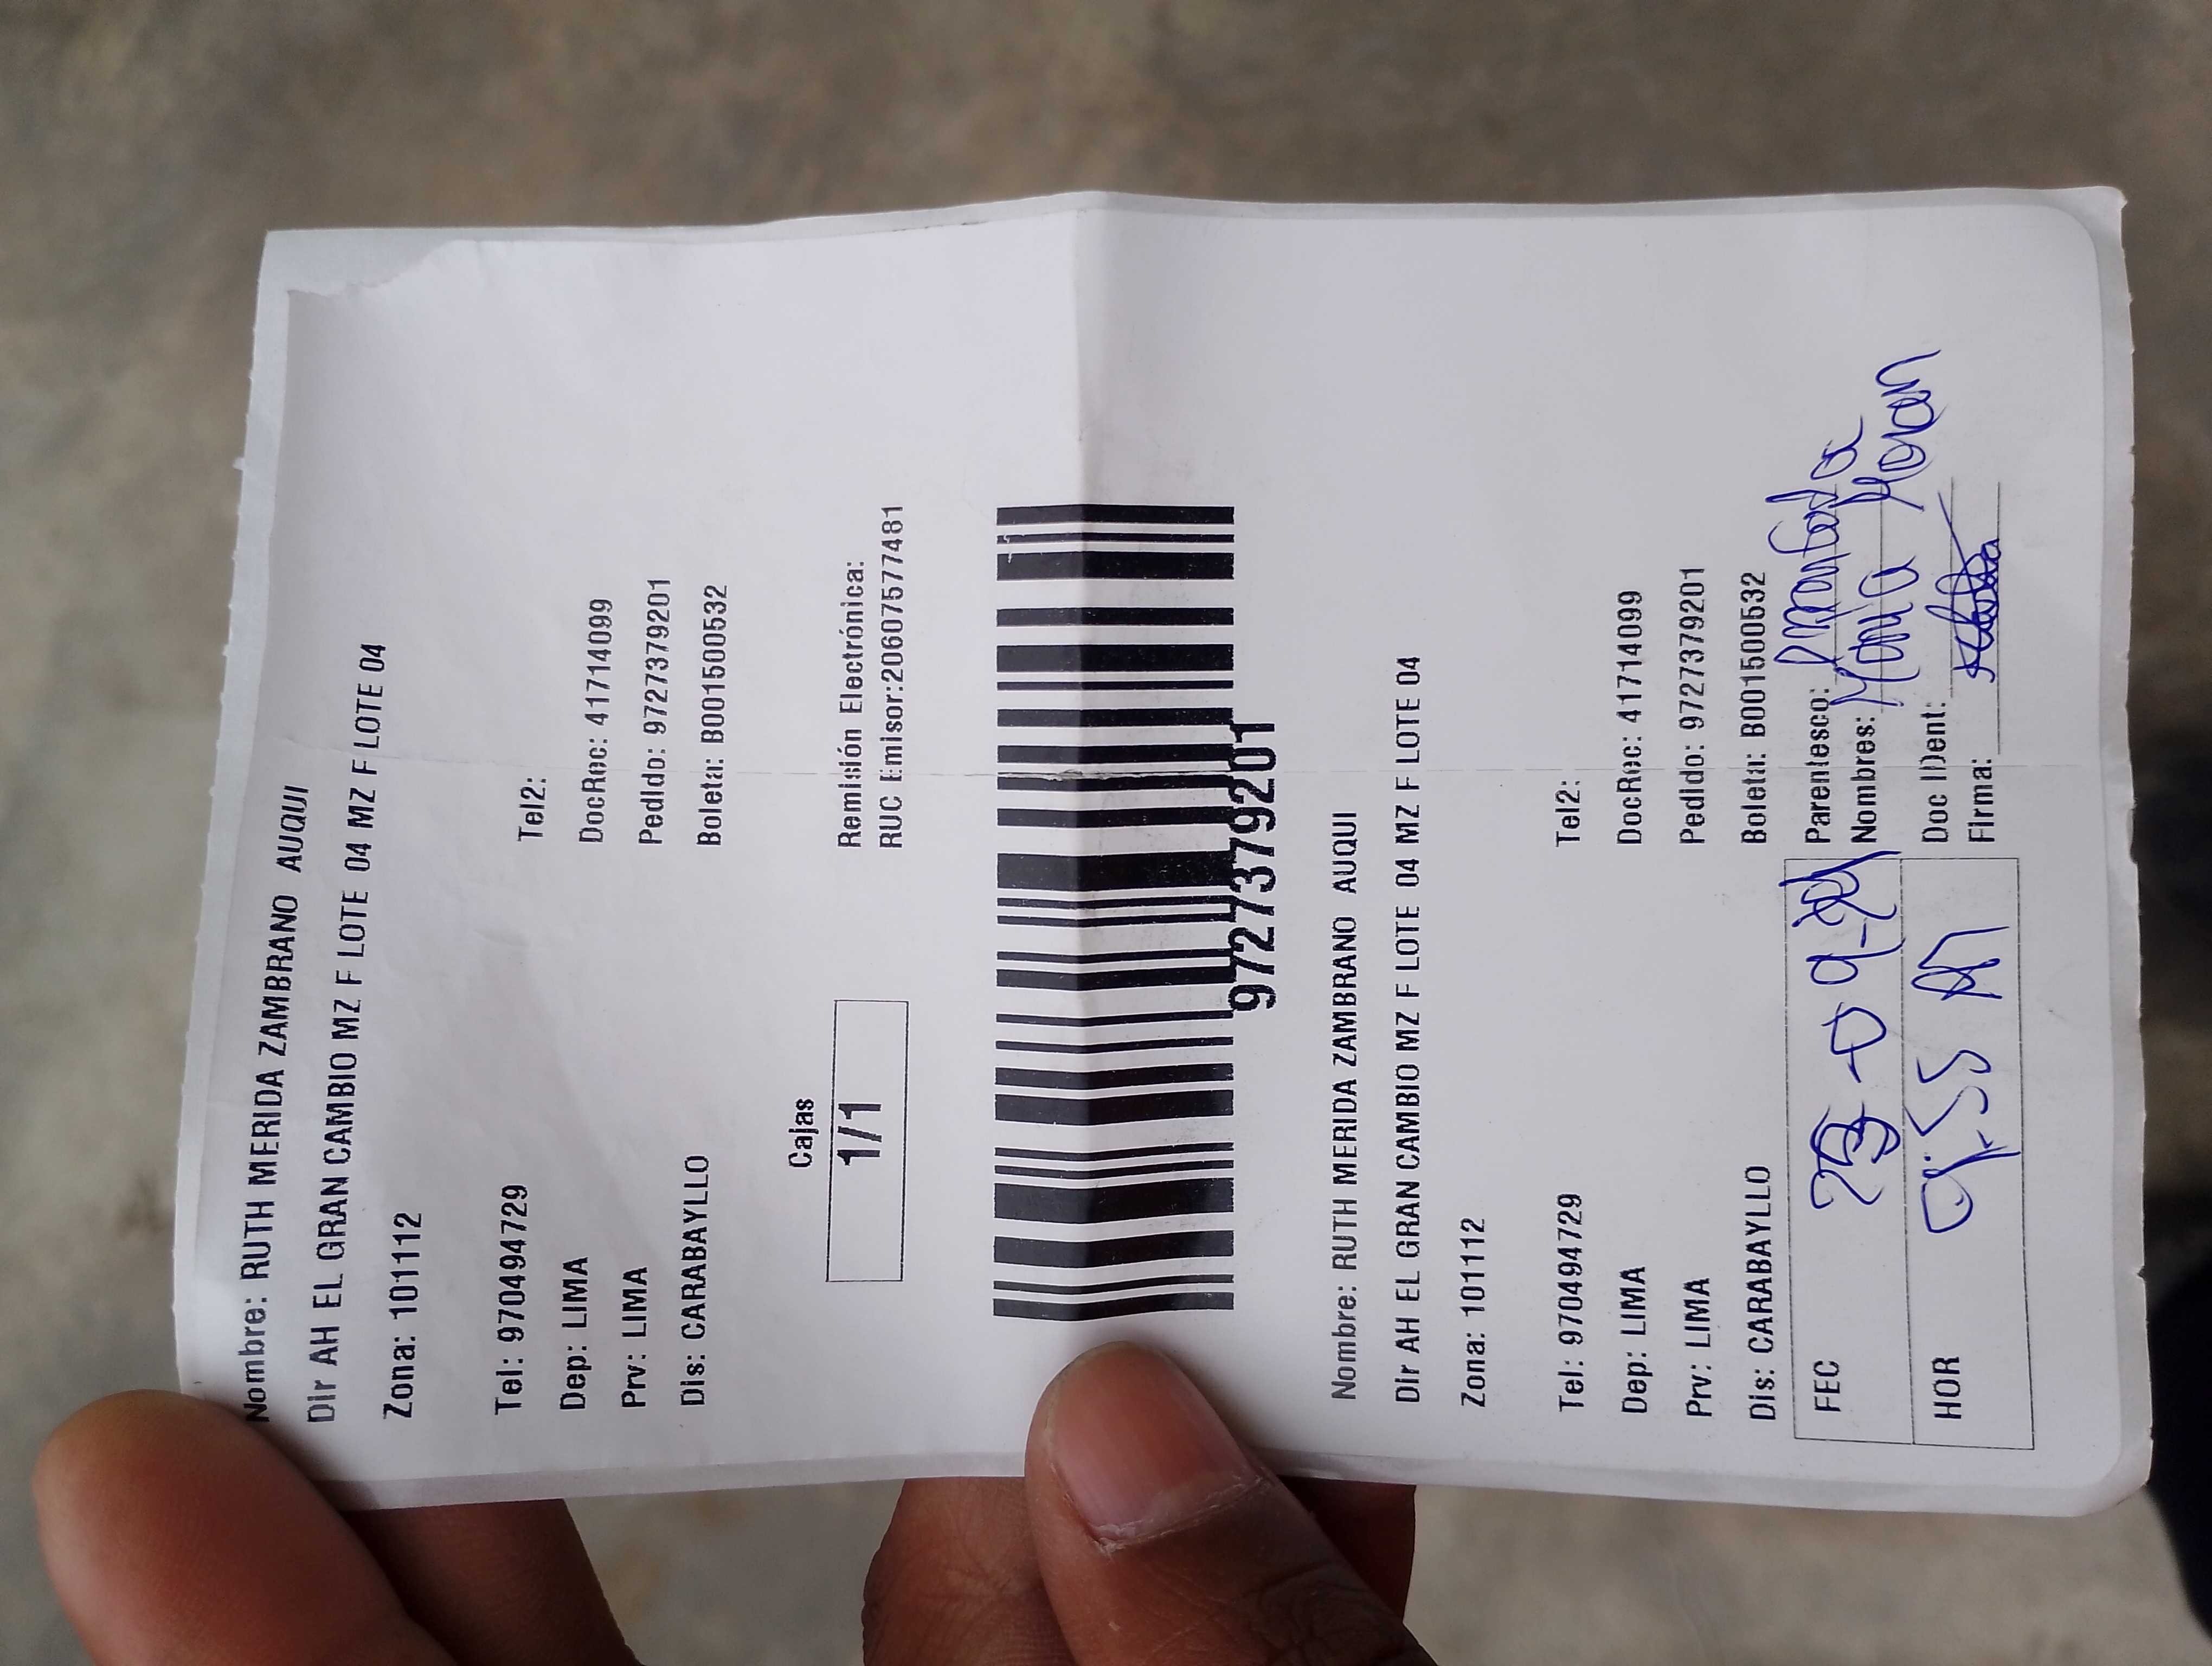 Nombre: RUTH MERIDA ZAMBRANO AUQUI
Dir AH EL GRAN CAMBIO MZ F LOTE 04 MZ F LOTE 04
Zona: 101112
Tel: 970494729 Tel2:
Dep: LIMA DocRec: 41714099
Prv: LIMA Pedido: 9727379201
Dis: CARABAYLLO Boleta: B001500532
Cajas
1/1
Remisión Electrónica:
RUC Emisor:20607577481
9727379201
Nombre: RUTH MERIDA ZAMBRANO AUQUI
Dir AH EL GRAN CAMBIO MZ F LOTE 04 MZ F LOTE 04
Zona: 101112
Tel: 970494729 Tel2:
Dep: LIMA DocRec: 41714099
Prv: LIMA Pedido: 9727379201
Dis: CARABAYLLO Boleta: B001500532
FEC Parentesco:
Nombres:
HOR 9:55 Doc IDent:
Firma: